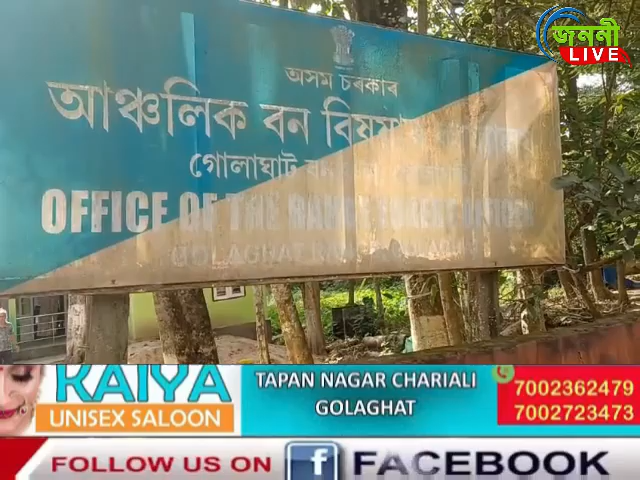 জননী
LIVE
অসম চৰকাৰ
আঞ্চলিক বন বিষয়াৰ
গোলাঘাট
OFFICE OF THE RANGE FOREST OFFICER
GOLAGHAT
KAIYA
UNISEX SALOON
TAPAN NAGAR CHARIALI
GOLAGHAT
7002362479
7002723473
FOLLOW US ON f FACEBOOK